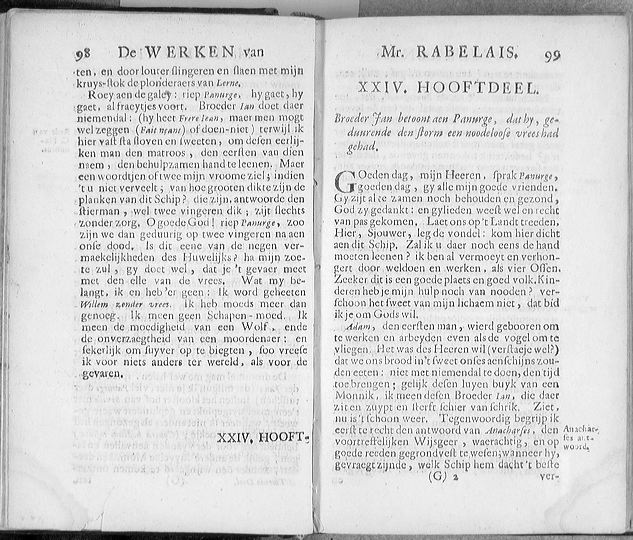 98 De WERKEN van
ten, en door louter slingeren en slaen met mijn
kruys-stok de plonderaers van Lerne.
Roey aen de galey: riep Panurge, hy gaet, hy
gaet, al fraeytjes voort. Broeder Ian doet daer
niemendal: (hy heet Frere Iean, maer men mogt
wel zeggen (Fait neant) of doen-niet) terwijl ik
hier vast sta sloven en sweeten, om desen eerlij-
ken man den matroos, den eersten van dien
naem, den behulpzamen hand te leenen. Maer
een woordtjen of twee mijn vroome ziel; indien
't u niet verveelt; van hoe grooten dikte zijn de
planken van dit Schip? die zijn, antwoorde den
stierman, wel twee vingeren dik; zijt slechts
zonder zorg. O goede God! riep Panurge, zoo
zijn we dan geduurig op twee vingeren na aen
onse dood. Is dit eene van de negen ver-
maekelijkheden des Huwelijks? ha mijn zoe-
te zul, gy doet wel, dat je 't gevaer meet
met den elle van de vrees. Wat my be-
langt, ik en heb 'er geen: Ik word geheeten
Willem zonder vrees. Ik heb moeds meer dan
genoeg. Ik meen geen Schapen-moed. Ik
meen de moedigheid van een Wolf, ende
de onverzaegtheid van een moordenaer: en
sekerlijk om suyver op te biegten, soo vreese
ik voor niets anders ter wereld, als voor de
gevaren.
XXIV. HOOFT-
Mr. RABELAIS. 99
XXIV. HOOFTDEEL.
Broeder Jan betoont aen Panurge, dat hy, ge-
duurende den storm een noodeloose vrees had
gehad.
GOeden dag, mijn Heeren, sprak Panurge,
goeden dag, gy alle mijn goede vrienden.
Gy zijt alte zamen noch behouden en gezond,
God zy gedankt: en gylieden weest wel en recht
van pas gekomen. Laet ons op 't Landt treeden.
Hier, Sjouwer, leg de vondel: kom hier dicht
aen dit Schip. Zal ik u daer noch eens de hand
moeten leenen? ik ben al vermoeyt en verhon-
gert door weldoen en werken, als vier Ossen.
Zeeker dit is een goede plaets en goed volk. Kin-
deren heb je mijn hulp noch van nooden? ver-
schoon het sweet van mijn lichaem niet, dat bid
ik je om Gods wil.
Adam, den eersten man, wierd gebooren om
te werken en arbeyden even als de vogel om te
vliegen. Het was des Heeren wil (verstaeje wel?)
dat we ons brood in 't sweet onses aenschijns zou-
den eeten: niet met niemendal te doen, den tijd
toe brengen; gelijk desen luyen buyk van een
Monnik, ik meen desen Broeder Ian, die daer
zit en zuypt en sterft schier van schrik. Ziet,
nu is 't schoon weer. Tegenwoordig begrijp ik
eerst te recht den antwoord van Anacharses, den
voortreffelijken Wijsgeer, waerachtig, en op
goede reeden gegrondvest te wesen; wanneer hy,
gevraegt zijnde, welk Schip hem dacht 't beste
Anachar-
ses ant-
woord.
(G) 2 ver-